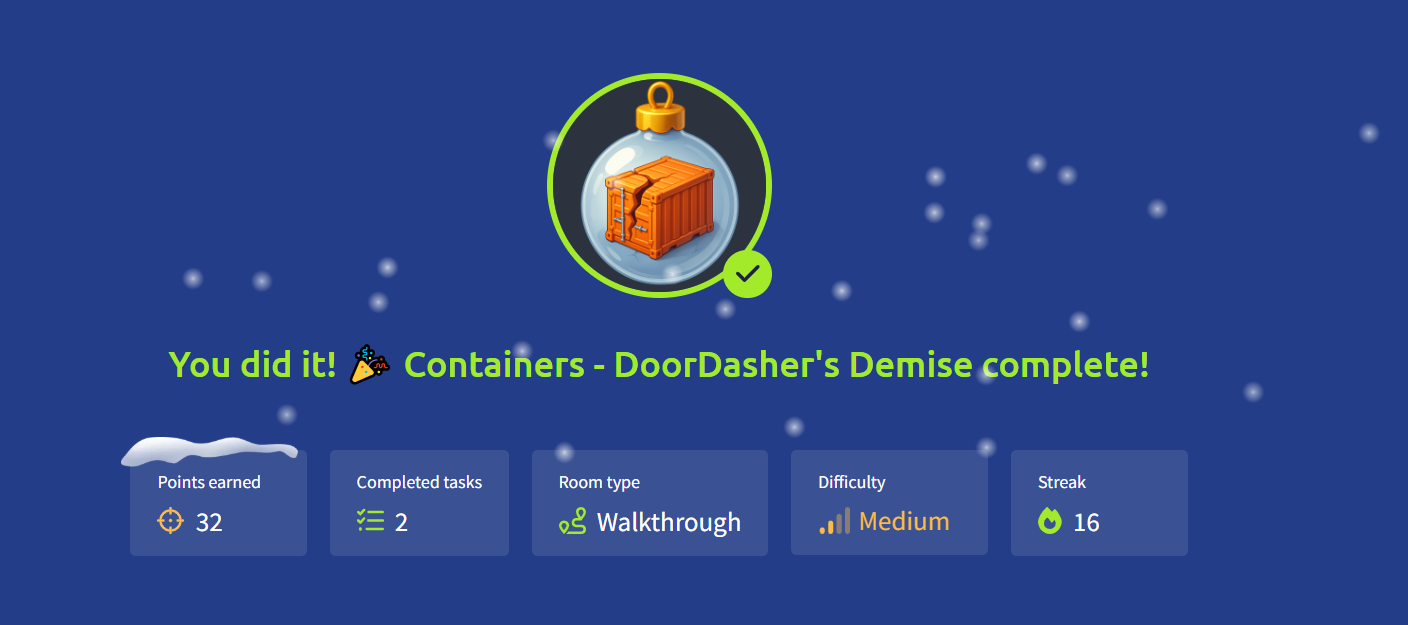 You did it! 🎉 Containers - DoorDasher's Demise complete!
Points earned
32
Completed tasks
2
Room type
Walkthrough
Difficulty
Medium
Streak
16